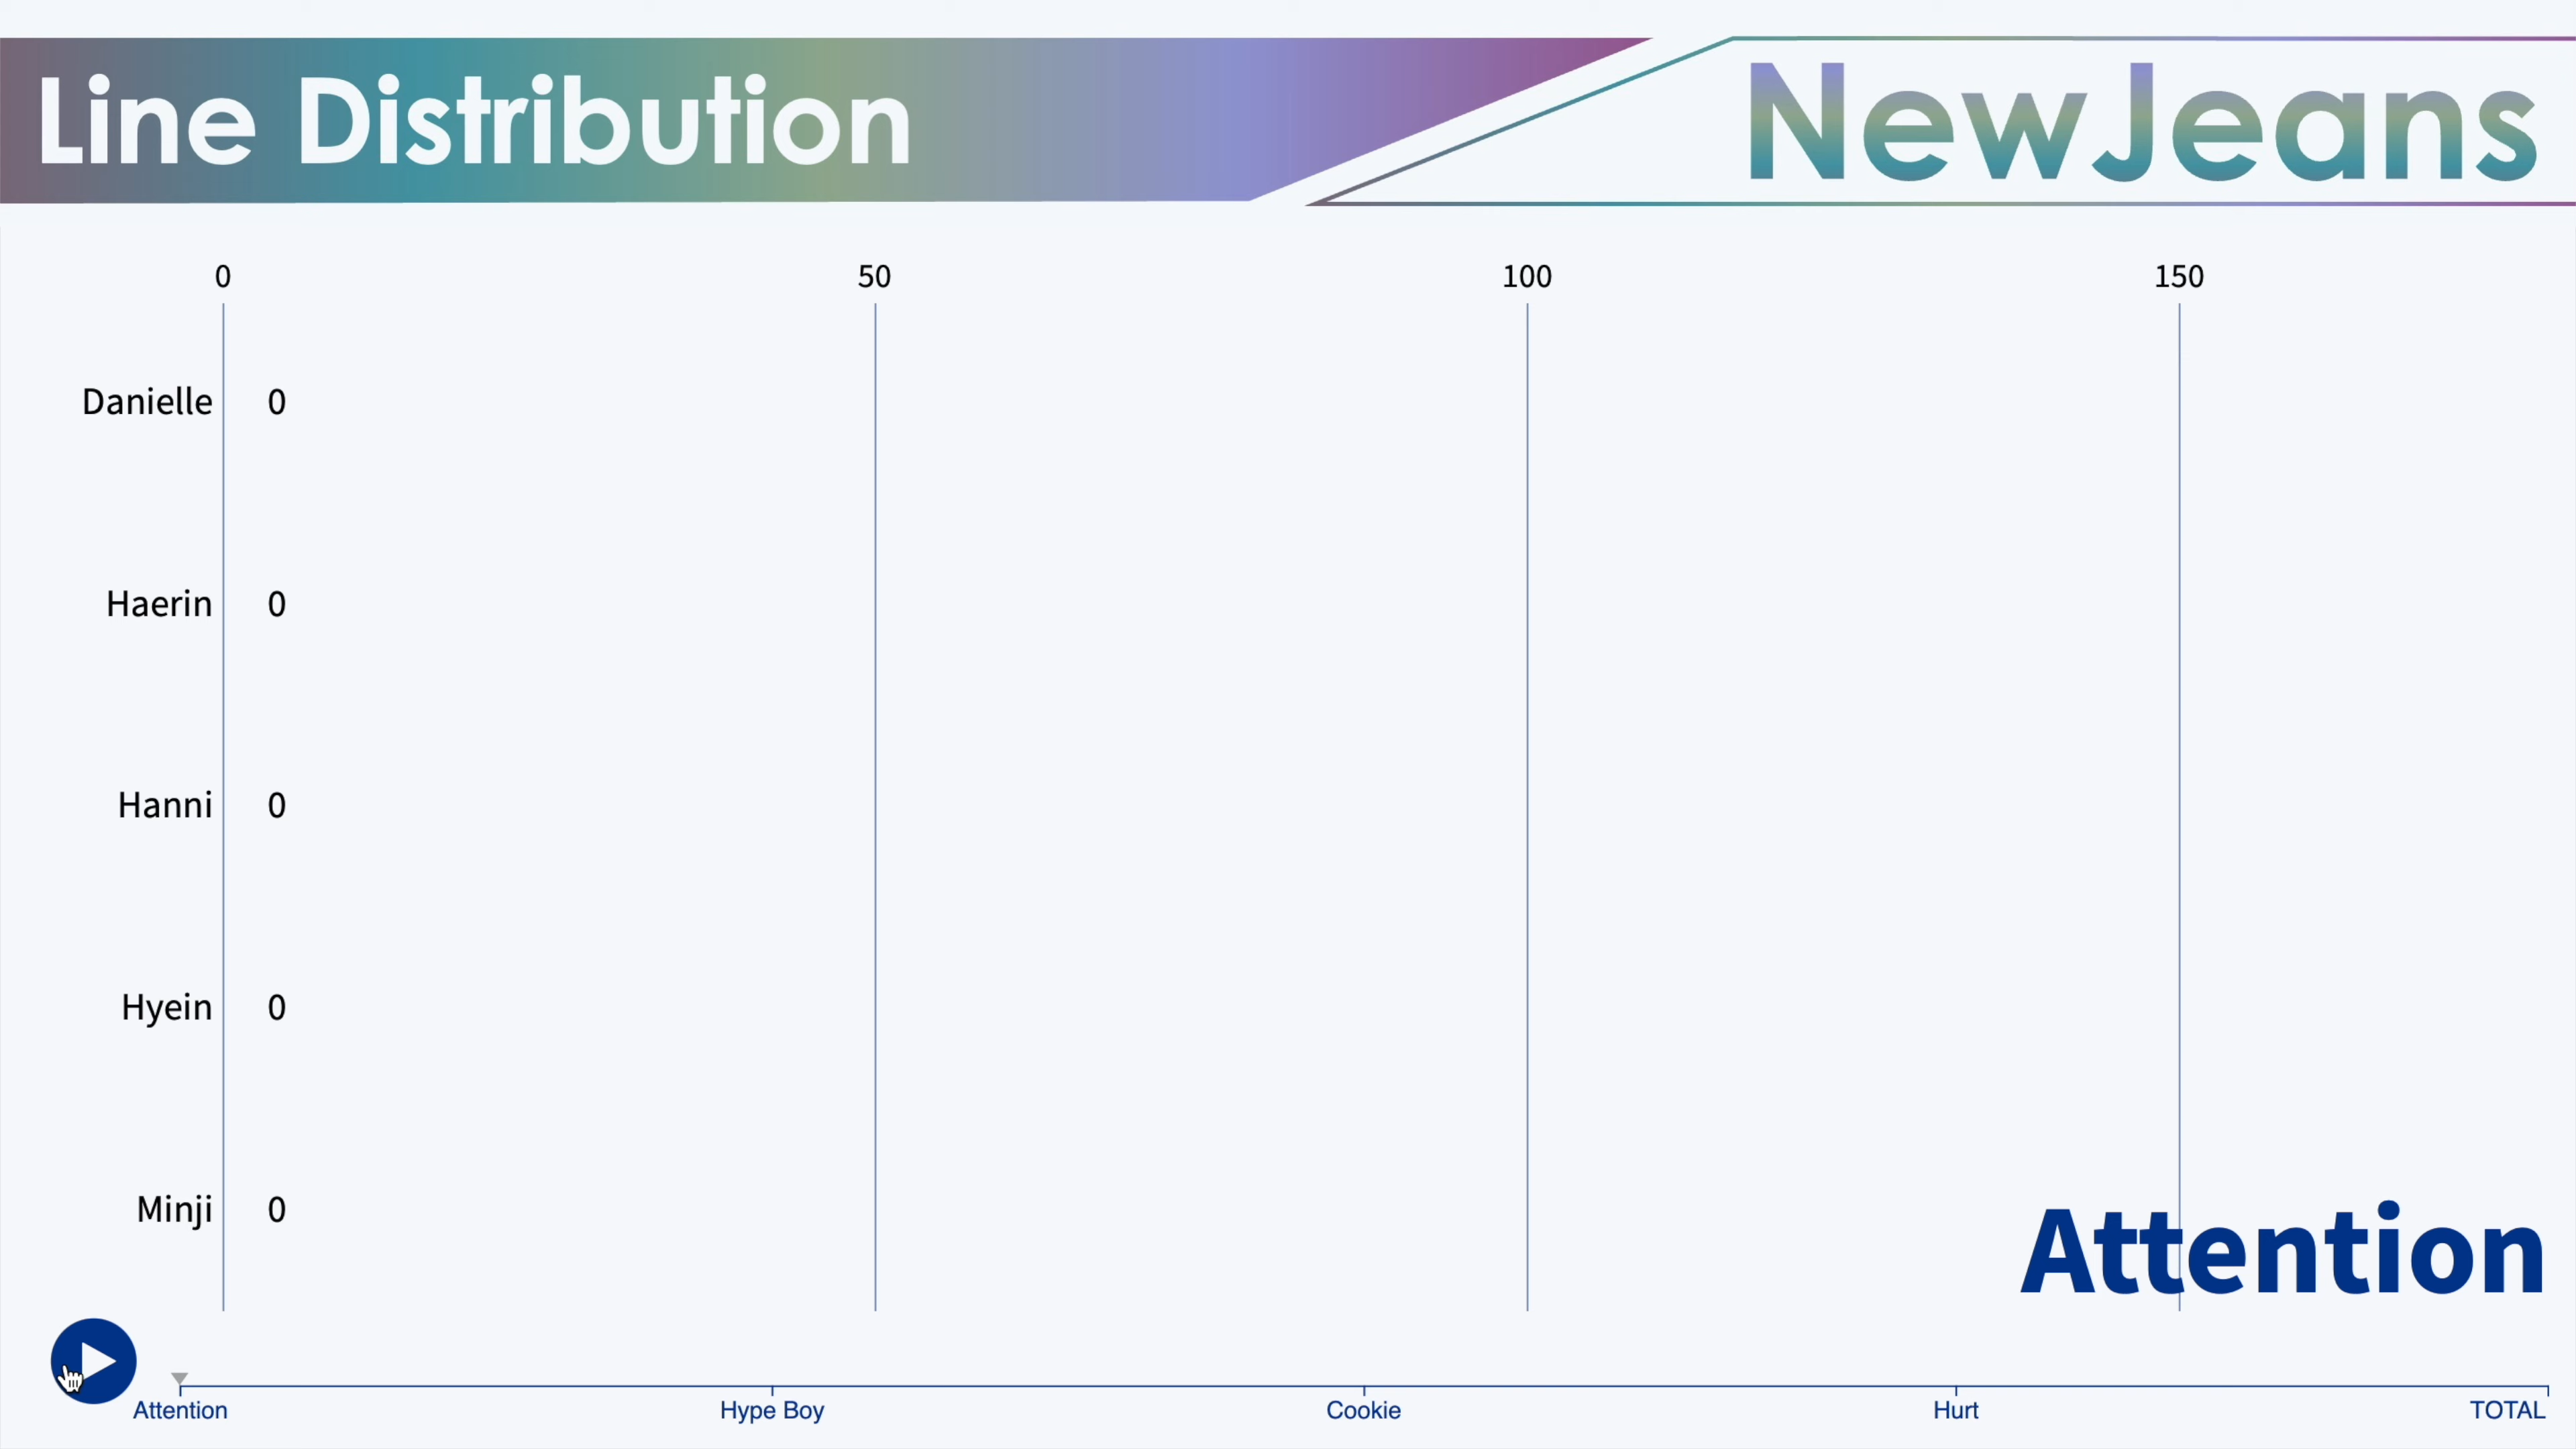 Line Distribution
NewJeans
0 50 100 150
Danielle 0
Haerin 0
Hanni 0
Hyein 0
Minji 0
Attention
Attention Hype Boy Cookie Hurt TOTAL